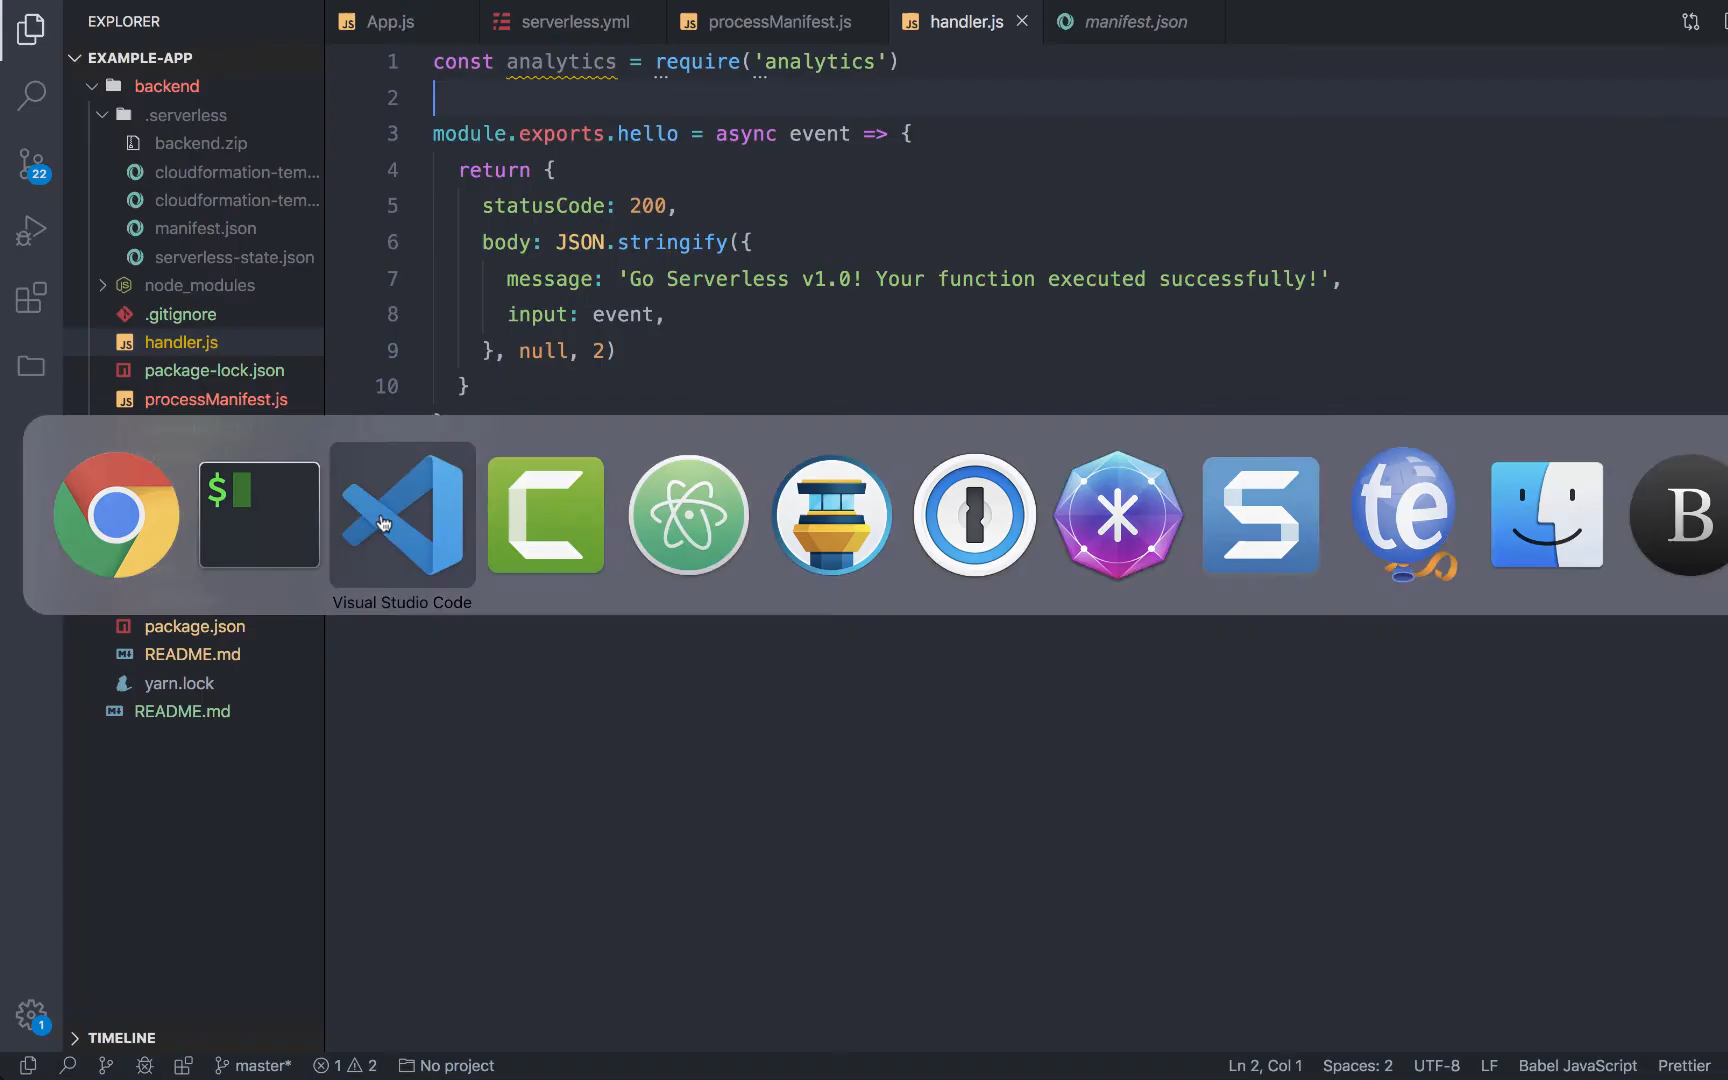 EXPLORER
App.js
serverless.yml
processManifest.js
handler.js
manifest.json
EXAMPLE-APP
backend
.serverless
backend.zip
cloudformation-tem...
cloudformation-tem...
manifest.json
serverless-state.json
node_modules
.gitignore
handler.js
package-lock.json
processManifest.js
1 const analytics = require('analytics')
2
3 module.exports.hello = async event => {
4 return {
5 statusCode: 200,
6 body: JSON.stringify({
7 message: 'Go Serverless v1.0! Your function executed successfully!',
8 input: event,
9 }, null, 2)
10 }
22
$
te
B
Visual Studio Code
package.json
README.md
yarn.lock
README.md
1
TIMELINE
master*
1
2
No project
Ln 2, Col 1
Spaces: 2
UTF-8
LF
Babel JavaScript
Prettier